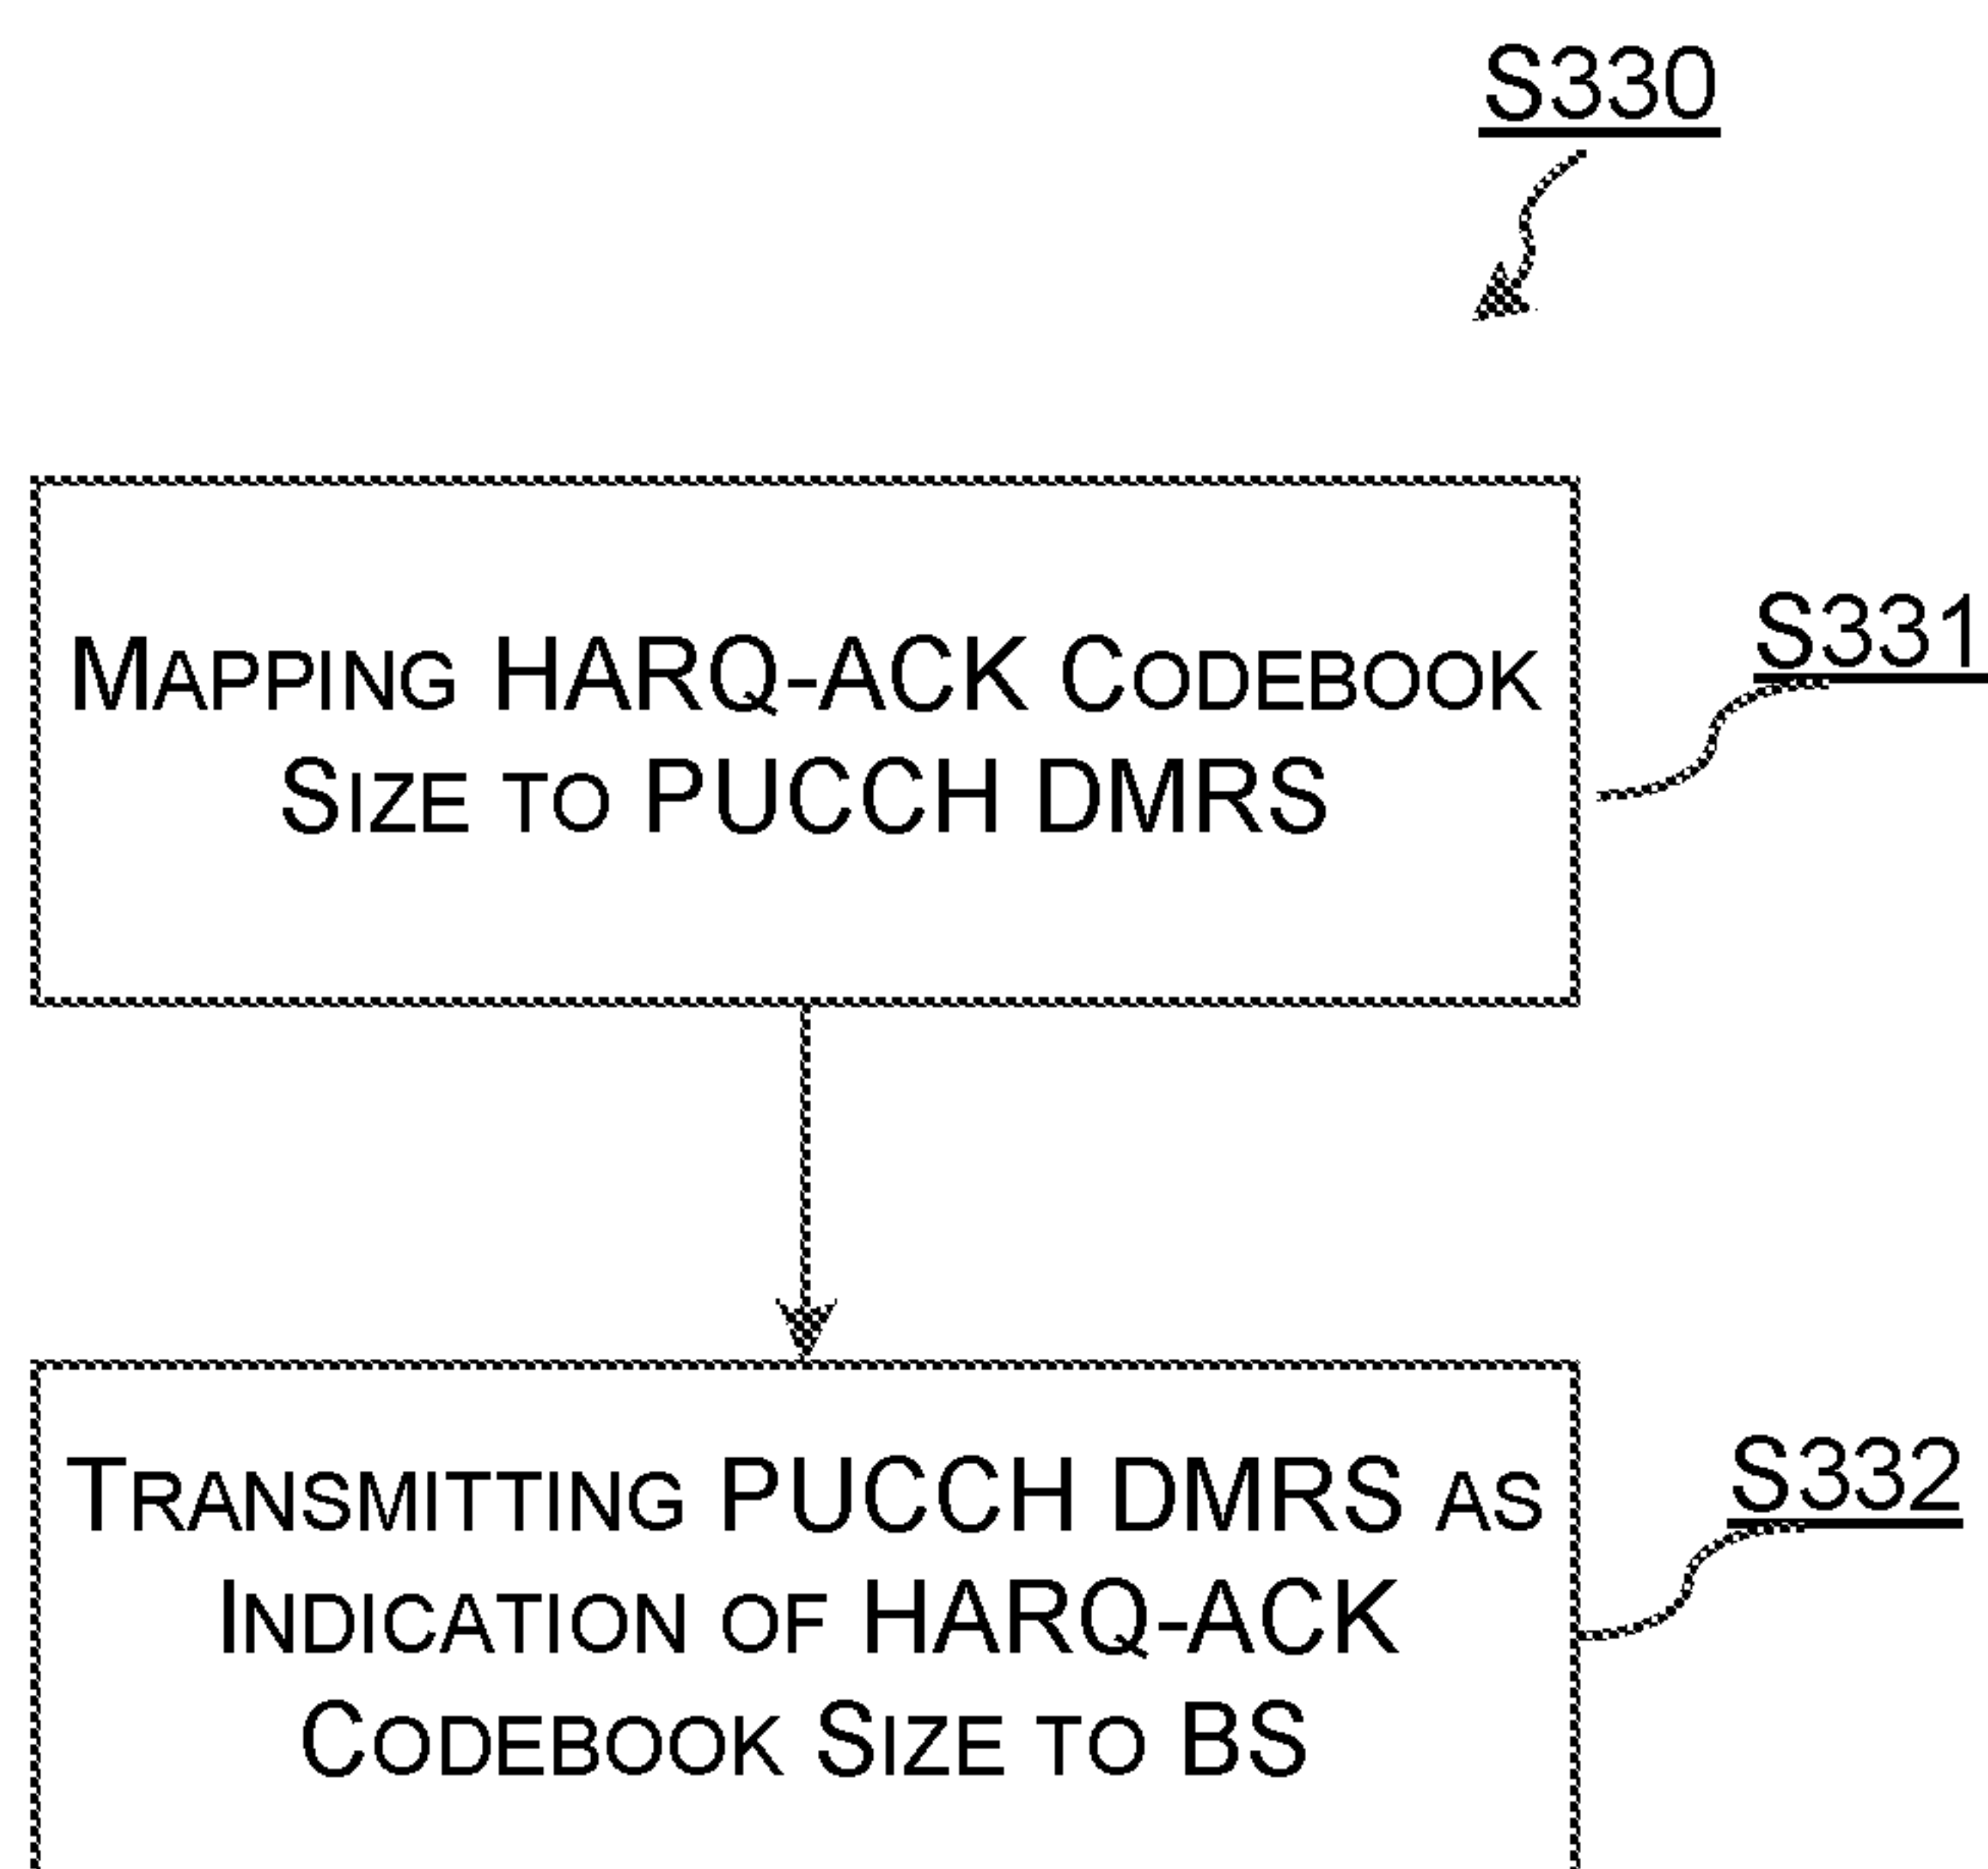 S330
MAPPING HARQ-ACK CODEBOOK
S331
SIZE TO PUCCH DMRS
TRANSMITTING PUCCH DMRS AS
S332
INDICATION OF HARQ-ACK
CODEBOOK SIZE TO BS